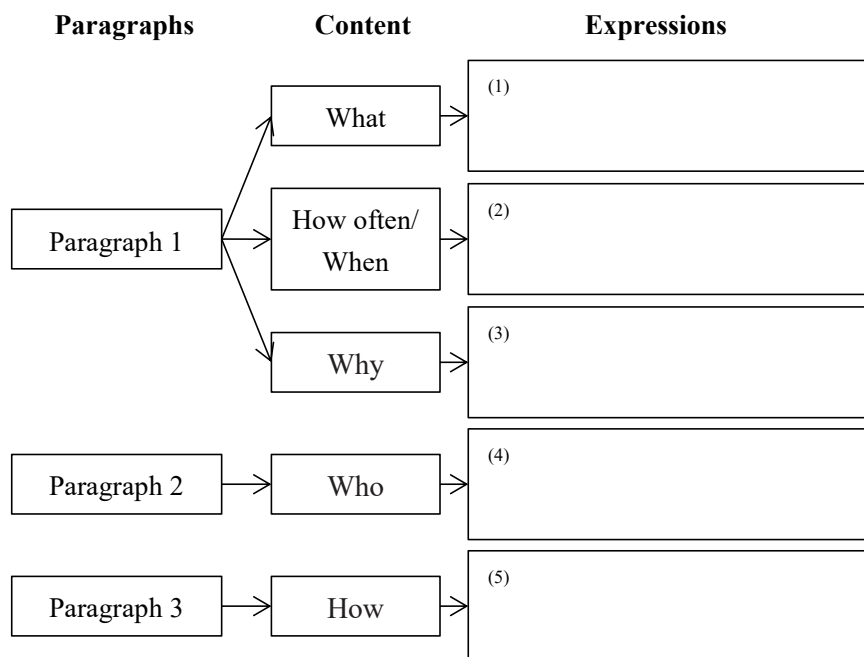 Paragraphs Content Expressions
What
(1)
Paragraph 1
How often/
When
(2)
Why
(3)
Paragraph 2
Who
(4)
Paragraph 3
How
(5)